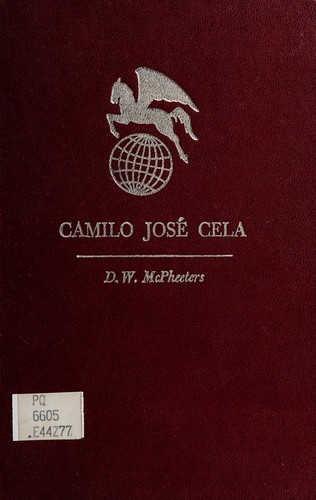 CAMILO JOSÉ CELA
D. W. McPheeters
PQ
6605
.E44Z77